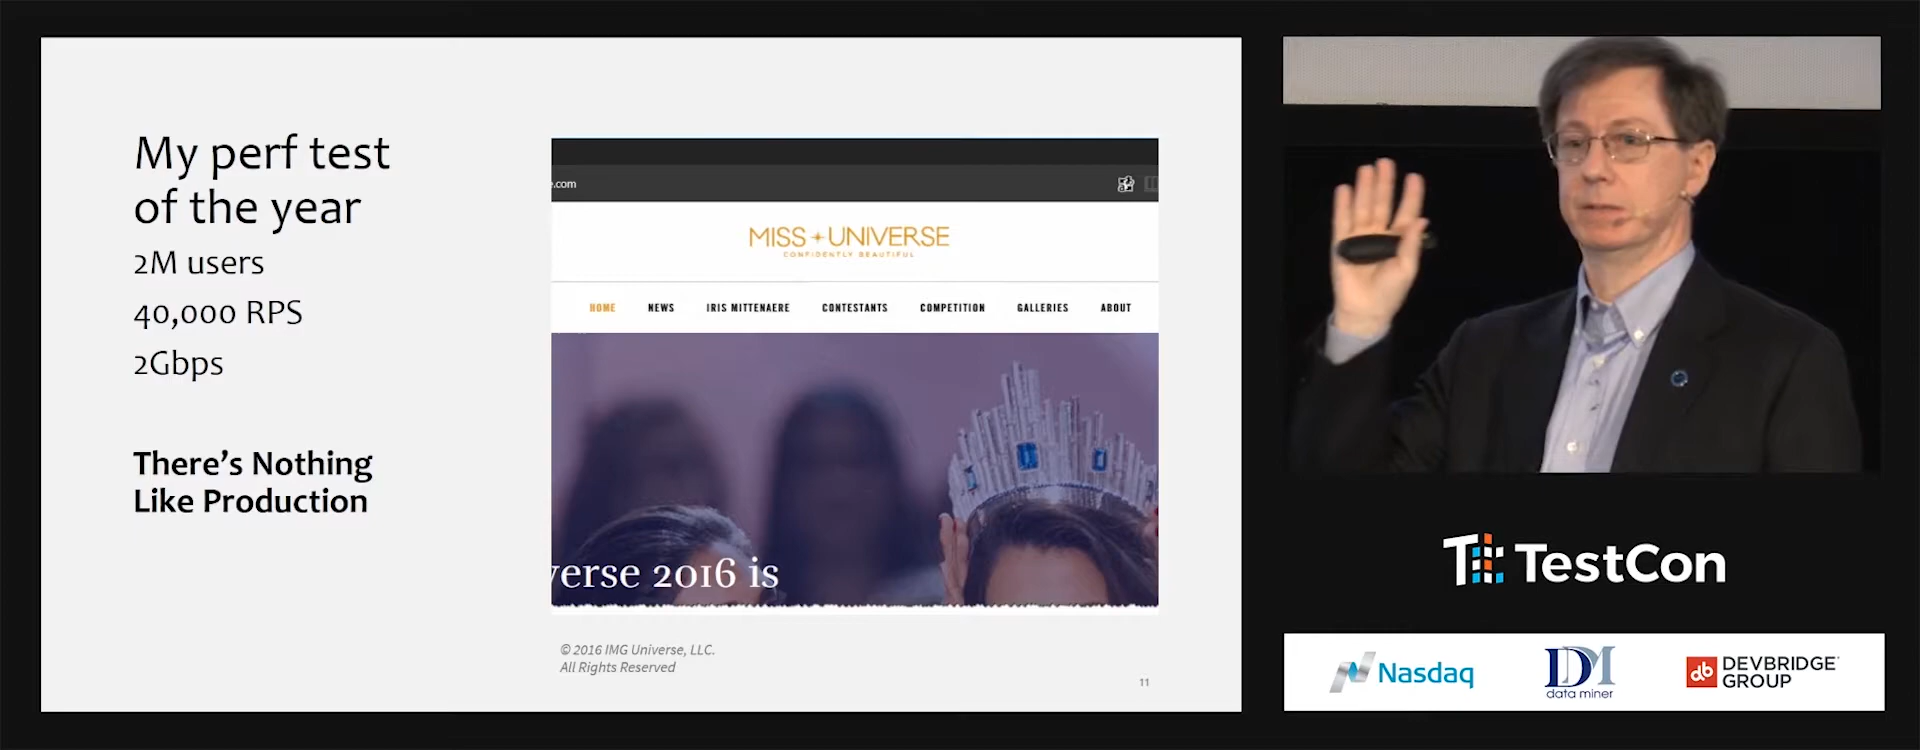 My perf test
of the year
2M users
40,000 RPS
2Gbps
There's Nothing
Like Production
e.com
MISS UNIVERSE
CONFIDENTLY BEAUTIFUL
HOME NEWS IRIS MITTENAERE CONTESTANTS COMPETITION GALLERIES ABOUT
verse 2016 is
© 2016 IMG Universe, LLC.
All Rights Reserved
11
TestCon
Nasdaq
DM
data miner
db
DEVBRIDGE
GROUP